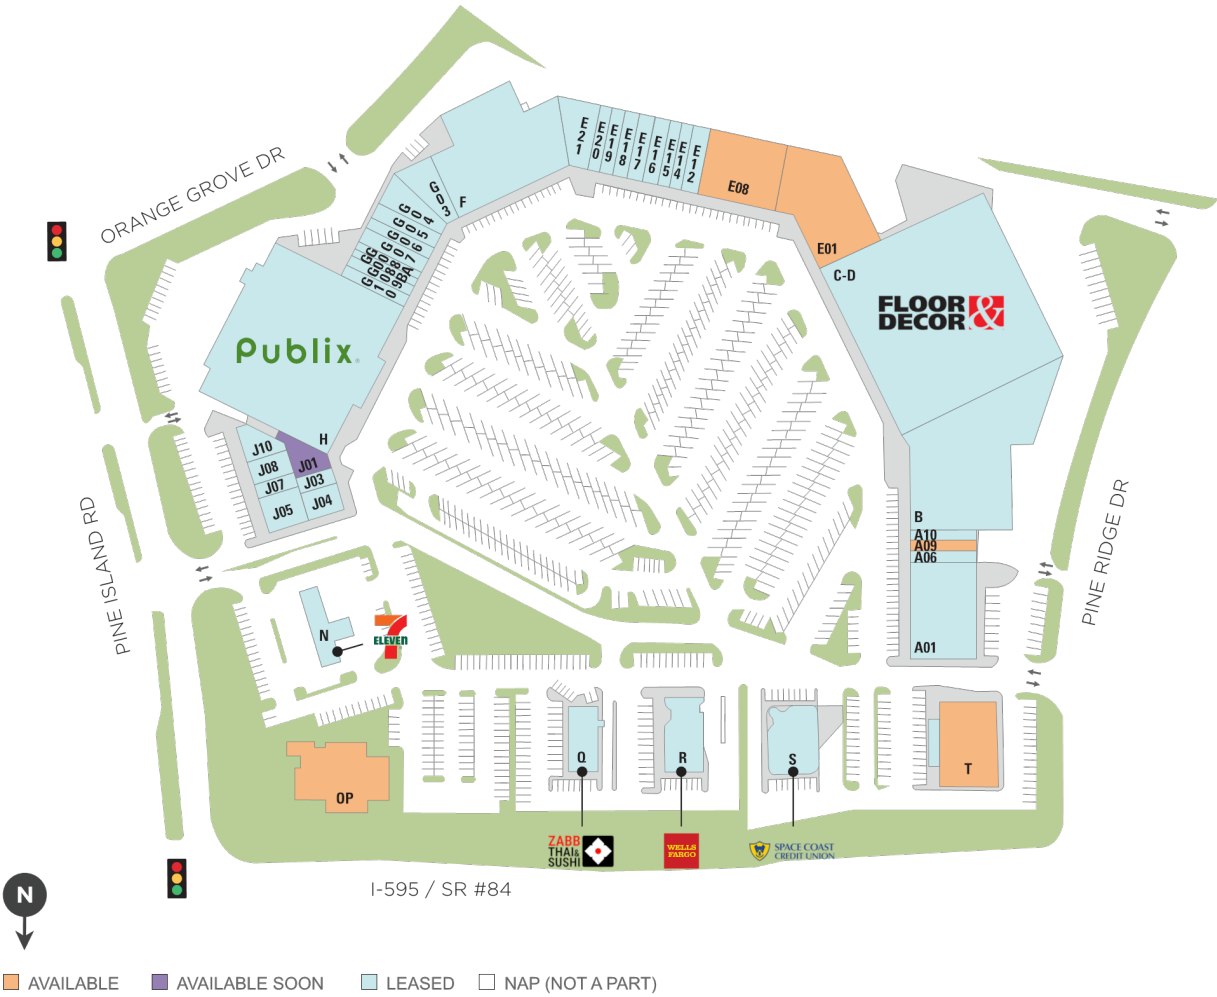 ORANGE GROVE DR
E21
E20
E19
E18
E17
E16
E15
E14
E12
E08
E01
G03
F
G04
G05
G06
G07
G08A
G08B
G09
G10
C-D
FLOOR &
DECOR
Publix
H
J10
J01
J08
J03
J07
J04
J05
B
A10
A09
A06
A01
PINE ISLAND RD
PINE RIDGE DR
N
7
ELEVEN
Q
R
S
T
OP
ZABB
THAI &
SUSHI
WELLS
FARGO
SPACE COAST
CREDIT UNION
I-595 / SR #84
N
AVAILABLE
AVAILABLE SOON
LEASED
NAP (NOT A PART)